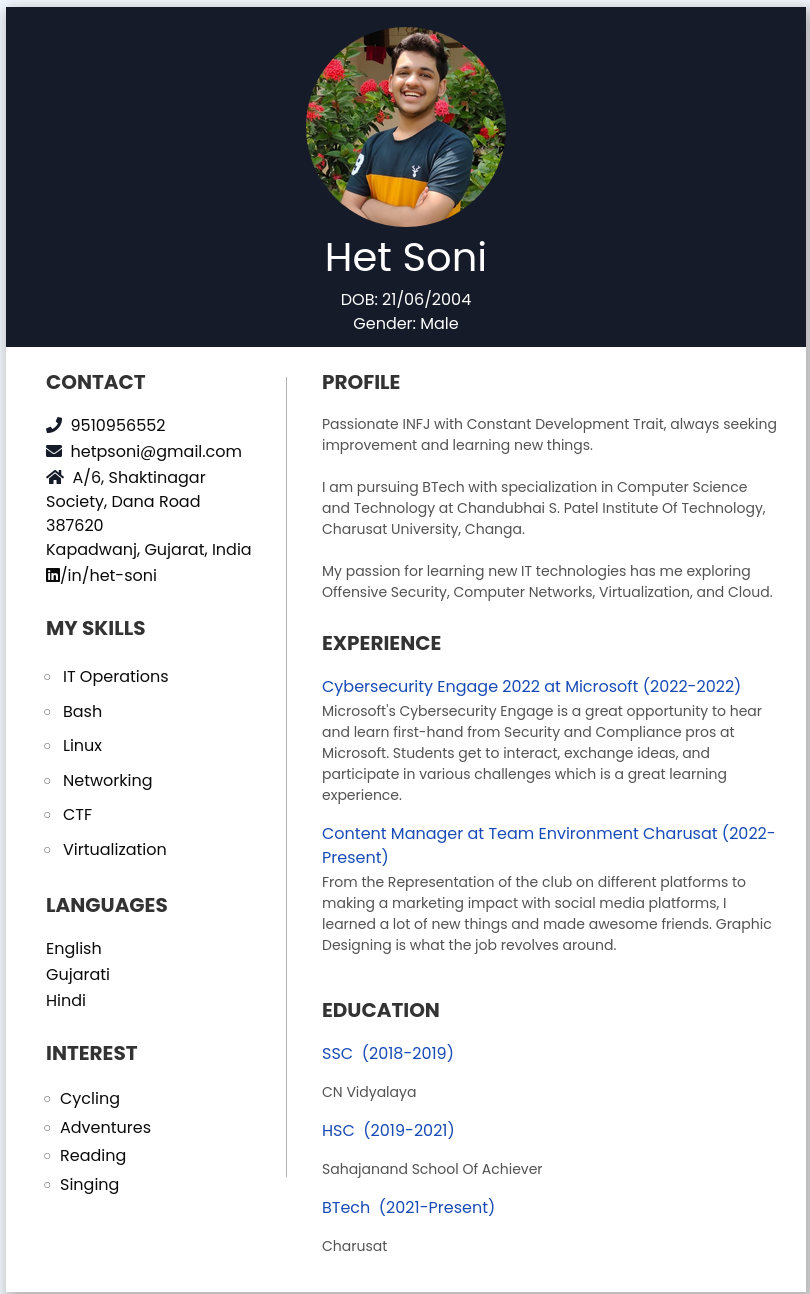 Het Soni
DOB: 21/06/2004
Gender: Male
CONTACT
9510956552
hetpsoni@gmail.com
A/6, Shaktinagar
Society, Dana Road
387620
Kapadwanj, Gujarat, India
/in/het-soni
MY SKILLS
IT Operations
Bash
Linux
Networking
CTF
Virtualization
LANGUAGES
English
Gujarati
Hindi
INTEREST
Cycling
Adventures
Reading
Singing
PROFILE
Passionate INFJ with Constant Development Trait, always seeking
improvement and learning new things.
I am pursuing BTech with specialization in Computer Science
and Technology at Chandubhai S. Patel Institute Of Technology,
Charusat University, Changa.
My passion for learning new IT technologies has me exploring
Offensive Security, Computer Networks, Virtualization, and Cloud.
EXPERIENCE
Cybersecurity Engage 2022 at Microsoft (2022-2022)
Microsoft's Cybersecurity Engage is a great opportunity to hear
and learn first-hand from Security and Compliance pros at
Microsoft. Students get to interact, exchange ideas, and
participate in various challenges which is a great learning
experience.
Content Manager at Team Environment Charusat (2022-
Present)
From the Representation of the club on different platforms to
making a marketing impact with social media platforms, I
learned a lot of new things and made awesome friends. Graphic
Designing is what the job revolves around.
EDUCATION
SSC (2018-2019)
CN Vidyalaya
HSC (2019-2021)
Sahajanand School Of Achiever
BTech (2021-Present)
Charusat